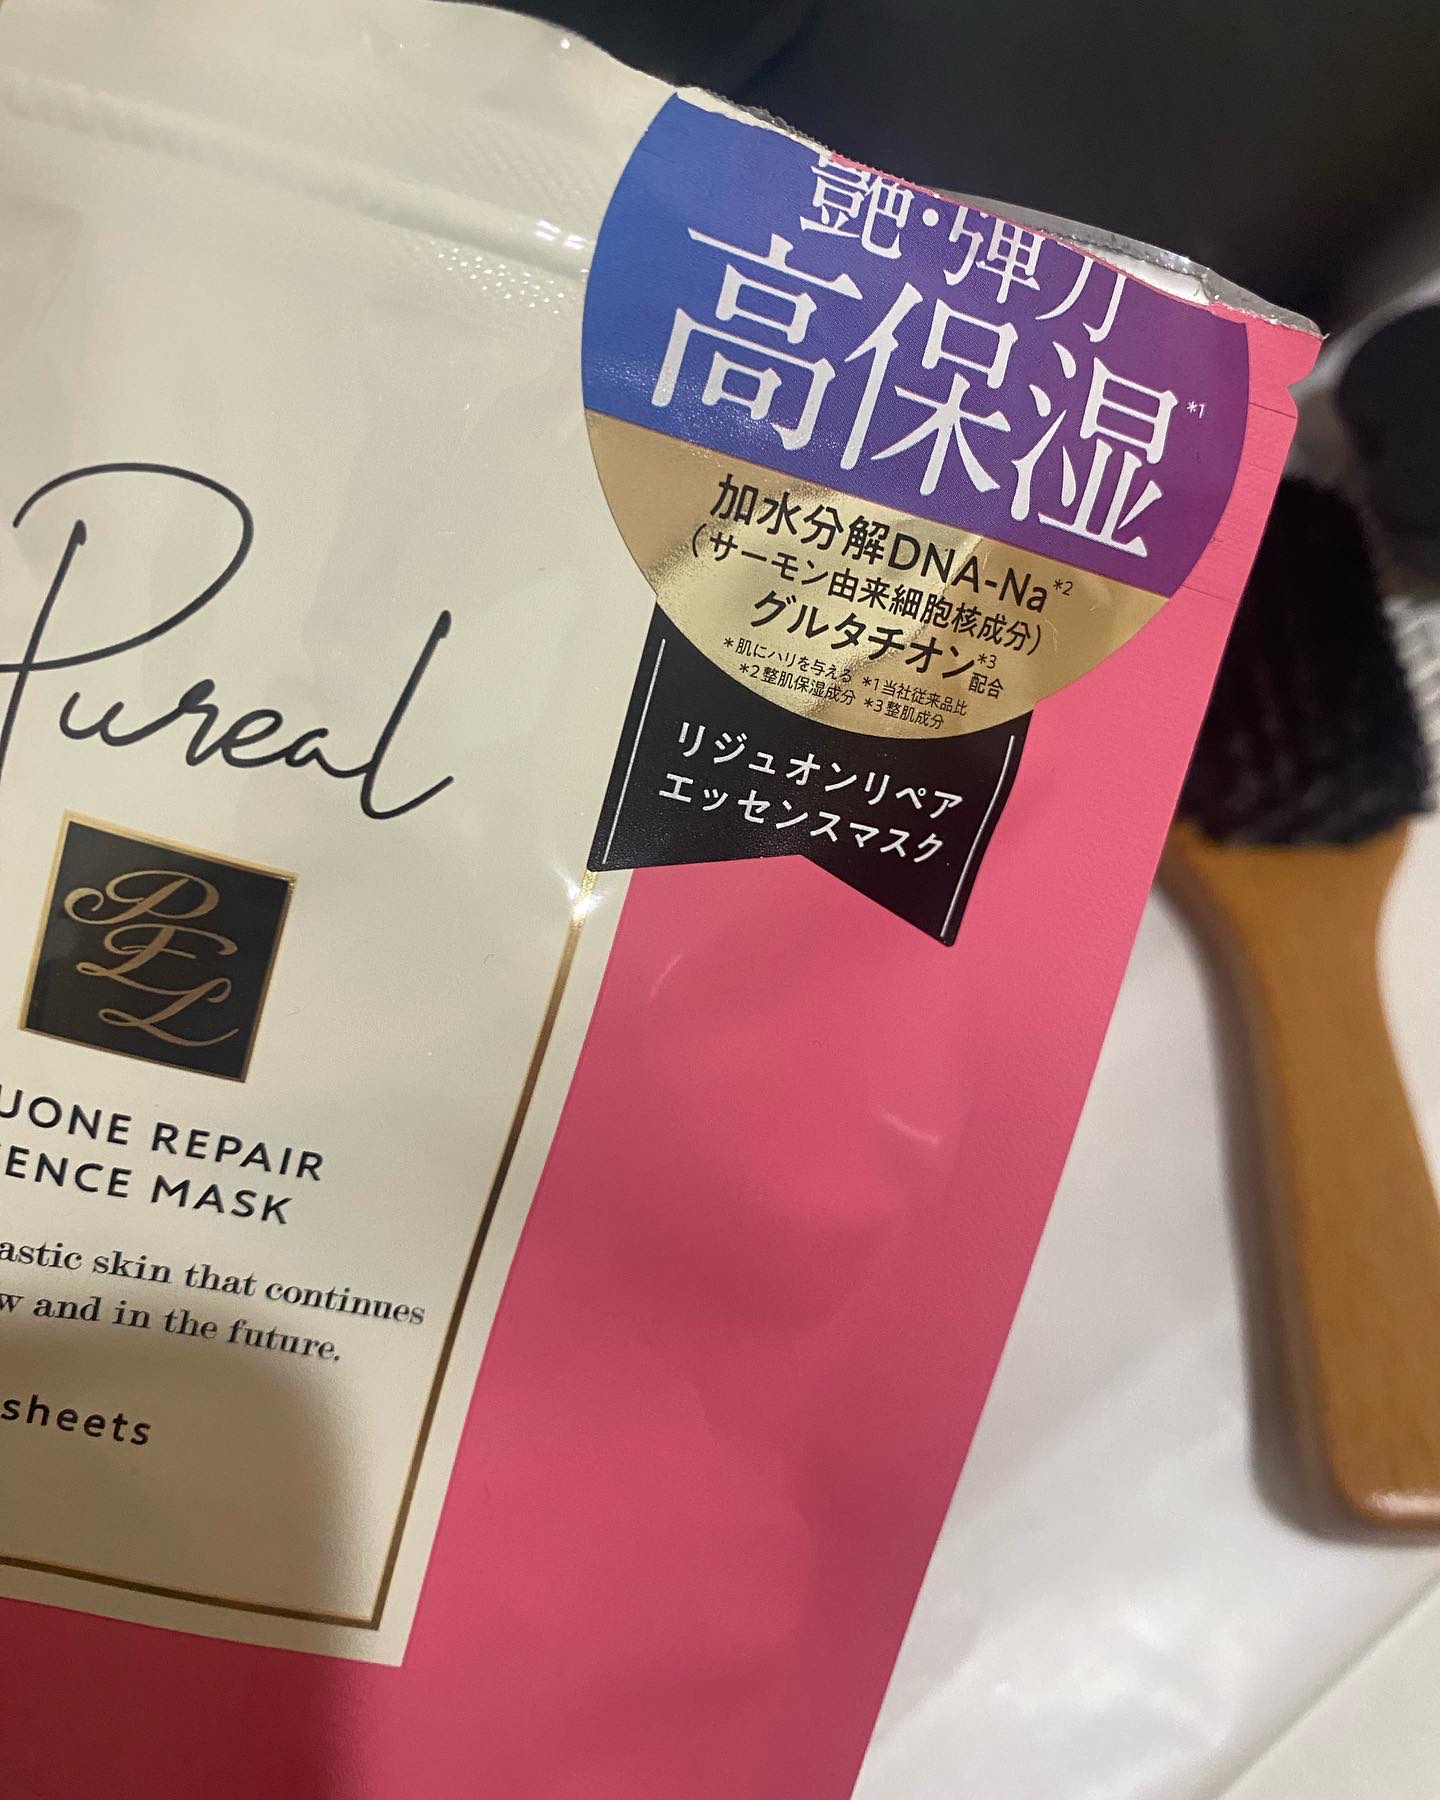 艶・弾力
高保湿*1
加水分解DNA-Na*2
(サーモン由来細胞核成分)
グルタチオン*3配合
*肌にハリを与える *1当社従来品比
*2整肌保湿成分 *3整肌成分
リジュオンリペア
エッセンスマスク
Pureal
PEL
UONE REPAIR
ENCE MASK
astic skin that continues
w and in the future.
sheets